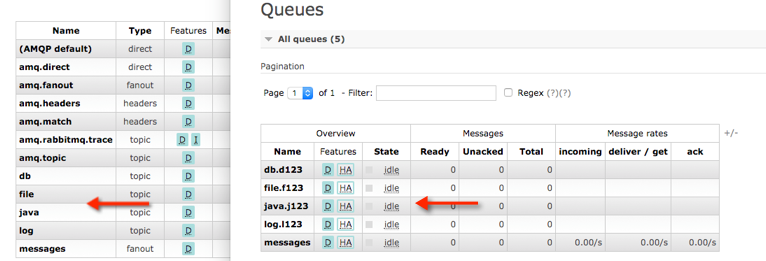 Name Type Features Me
(AMQP default) direct D
amq.direct direct D
amq.fanout fanout D
amq.headers headers D
amq.match headers D
amq.rabbitmq.trace topic D I
amq.topic topic D
db topic D
file topic D
java topic D
log topic D
messages fanout D
Queues
All queues (5)
Pagination
Page 1 of 1 - Filter: Regex (?)(?)
Overview Messages Message rates +/-
Name Features State Ready Unacked Total incoming deliver / get ack
db.d123 D HA idle 0 0 0
file.f123 D HA idle 0 0 0
java.j123 D HA idle 0 0 0
log.l123 D HA idle 0 0 0
messages D HA idle 0 0 0 0.00/s 0.00/s 0.00/s